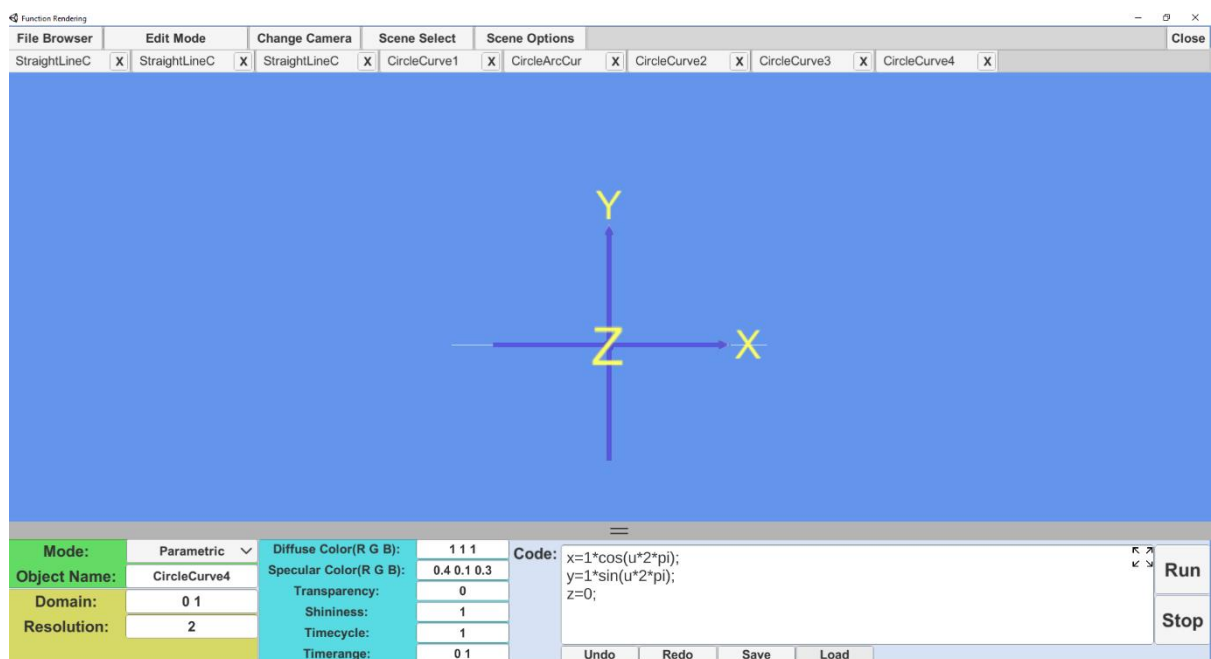 Function Rendering
File Browser Edit Mode Change Camera Scene Select Scene Options Close
StraightLineC X StraightLineC X StraightLineC X CircleCurve1 X CircleArcCur X CircleCurve2 X CircleCurve3 X CircleCurve4 X
Y
Z X
Mode: Parametric
Object Name: CircleCurve4
Domain: 0 1
Resolution: 2
Diffuse Color(R G B): 1 1 1
Specular Color(R G B): 0.4 0.1 0.3
Transparency: 0
Shininess: 1
Timecycle: 1
Timerange: 0 1
Code:
x=1*cos(u*2*pi);
y=1*sin(u*2*pi);
z=0;
Run
Stop
Undo Redo Save Load